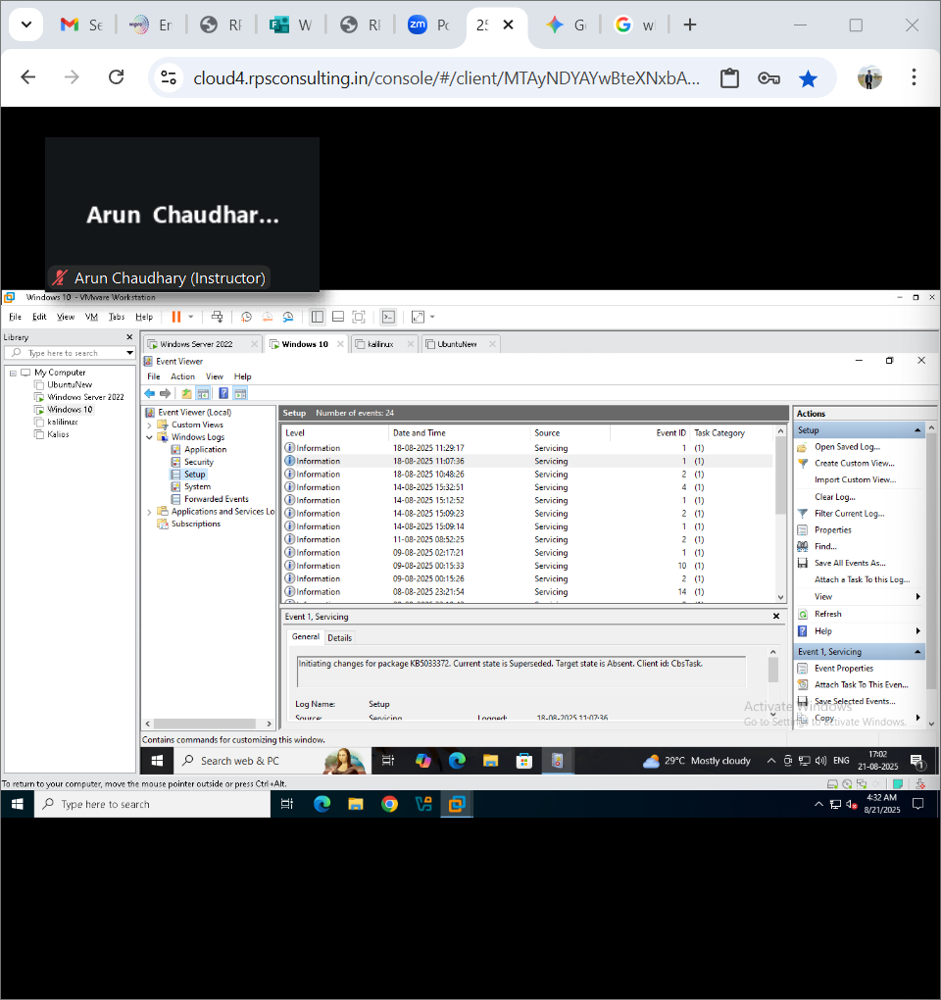 Se
Er
RF
W
RF
zm
Pc
25
G
w
cloud4.rpsconsulting.in/console/#/client/MTAyNDYAYwBteXNxbA...
Arun Chaudhar...
Arun Chaudhary (Instructor)
Windows 10 - VMware Workstation
File Edit View VM Tabs Help
Library
Type here to search
My Computer
UbuntuNew
Windows Server 2022
Windows 10
kalilinux
Kalios
Windows Server 2022
Windows 10
kalilinux
UbuntuNew
Event Viewer
File Action View Help
Event Viewer (Local)
Custom Views
Windows Logs
Application
Security
Setup
System
Forwarded Events
Applications and Services Lo
Subscriptions
Setup Number of events: 24
Level Date and Time Source Event ID Task Category
Information 18-08-2025 11:29:17 Servicing 1 (1)
Information 18-08-2025 11:07:36 Servicing 1 (1)
Information 18-08-2025 10:48:26 Servicing 2 (1)
Information 14-08-2025 15:32:51 Servicing 4 (1)
Information 14-08-2025 15:12:52 Servicing 1 (1)
Information 14-08-2025 15:09:23 Servicing 2 (1)
Information 14-08-2025 15:09:14 Servicing 1 (1)
Information 11-08-2025 08:52:25 Servicing 2 (1)
Information 09-08-2025 02:17:21 Servicing 1 (1)
Information 09-08-2025 00:15:33 Servicing 10 (1)
Information 09-08-2025 00:15:26 Servicing 2 (1)
Information 08-08-2025 23:21:54 Servicing 14 (1)
Event 1, Servicing
General Details
Initiating changes for package KB5033372. Current state is Superseded. Target state is Absent. Client id: CbsTask.
Log Name: Setup
Source: Servicing Logged: 18-08-2025 11:07:36
Actions
Setup
Open Saved Log...
Create Custom View...
Import Custom View...
Clear Log...
Filter Current Log...
Properties
Find...
Save All Events As...
Attach a Task To this Log...
View
Refresh
Help
Event 1, Servicing
Event Properties
Attach Task To This Even...
Save Selected Events...
Copy
Activate Windows
Go to Settings to activate Windows.
Contains commands for customizing this window.
Search web & PC
29°C Mostly cloudy
ENG
17:02
21-08-2025
1
To return to your computer, move the mouse pointer outside or press Ctrl+Alt.
Type here to search
4:32 AM
8/21/2025